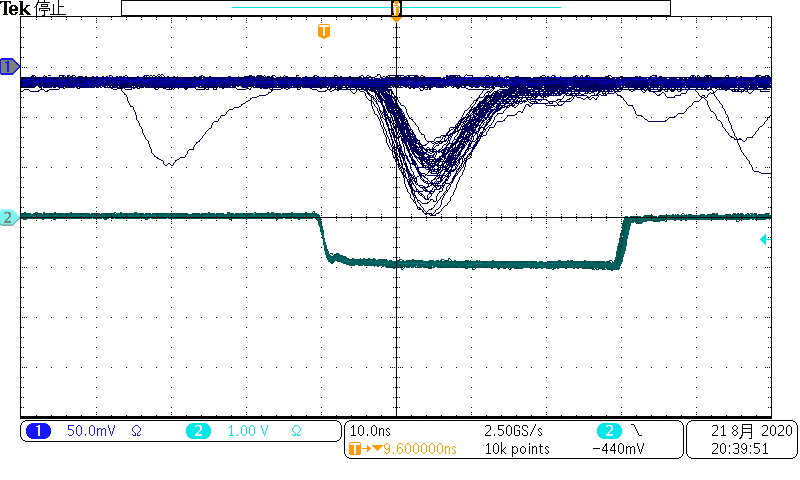 Tek 停止
T
T
1
2
1 50.0mV Ω 2 1.00 V Ω 10.0ns 2.50GS/s 2 21 8月 2020
T→▼9.600000ns 10k points −440mV 20:39:51